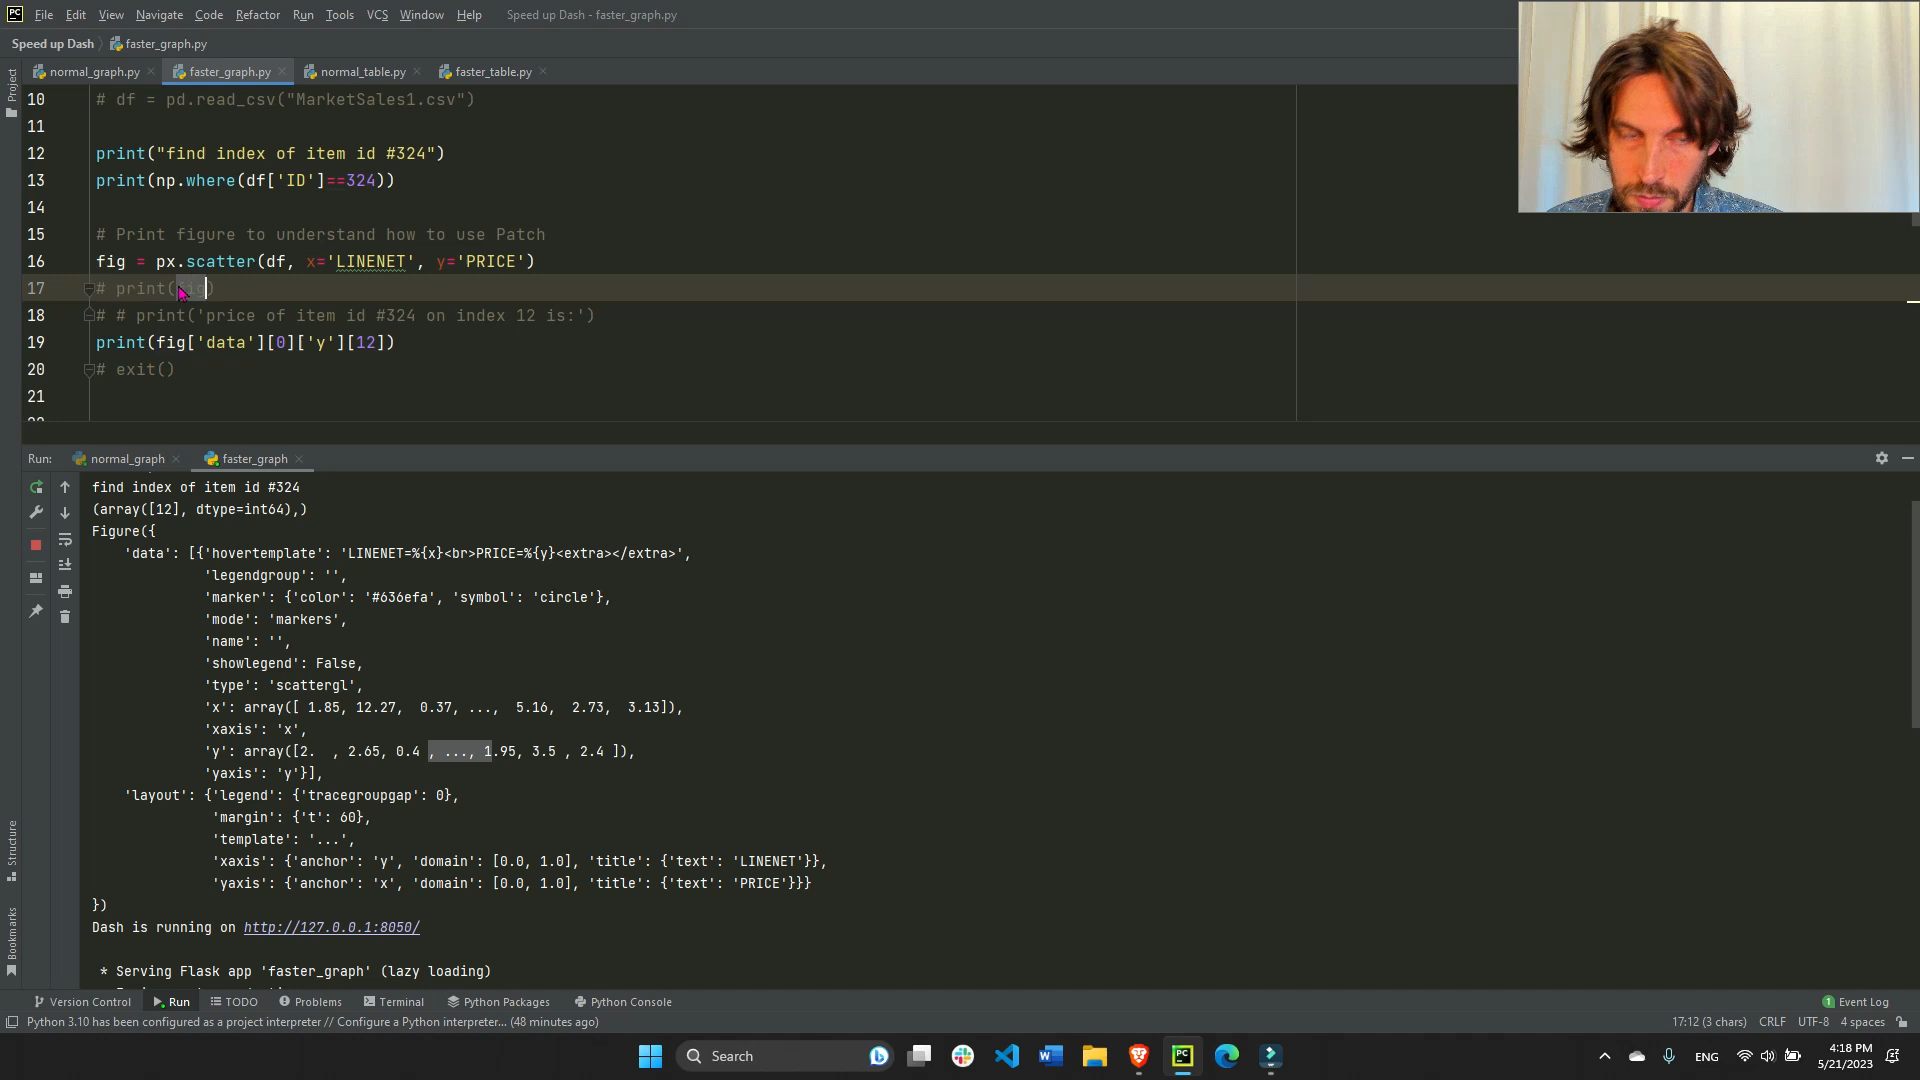 PC File Edit View Navigate Code Refactor Run Tools VCS Window Help Speed up Dash - faster_graph.py
Speed up Dash faster_graph.py
Project
normal_graph.py faster_graph.py normal_table.py faster_table.py
10 # df = pd.read_csv("MarketSales1.csv")
11
12 print("find index of item id #324")
13 print(np.where(df['ID']==324))
14
15 # Print figure to understand how to use Patch
16 fig = px.scatter(df, x='LINENET', y='PRICE')
17 # print(fig)
18 # # print('price of item id #324 on index 12 is:')
19 print(fig['data'][0]['y'][12])
20 # exit()
21
Run: normal_graph faster_graph
find index of item id #324
(array([12], dtype=int64),)
Figure({
'data': [{'hovertemplate': 'LINENET=%{x}<br>PRICE=%{y}<extra></extra>',
'legendgroup': '',
'marker': {'color': '#636efa', 'symbol': 'circle'},
'mode': 'markers',
'name': '',
'showlegend': False,
'type': 'scattergl',
'x': array([ 1.85, 12.27,  0.37, ...,  5.16,  2.73,  3.13]),
'xaxis': 'x',
'y': array([2.  , 2.65, 0.4 , ..., 1.95, 3.5 , 2.4 ]),
'yaxis': 'y'}],
'layout': {'legend': {'tracegroupgap': 0},
'margin': {'t': 60},
'template': '...',
'xaxis': {'anchor': 'y', 'domain': [0.0, 1.0], 'title': {'text': 'LINENET'}},
'yaxis': {'anchor': 'x', 'domain': [0.0, 1.0], 'title': {'text': 'PRICE'}}}
})
Dash is running on http://127.0.0.1:8050/
* Serving Flask app 'faster_graph' (lazy loading)
Structure
Bookmarks
Version Control Run TODO Problems Terminal Python Packages Python Console 1 Event Log
Python 3.10 has been configured as a project interpreter // Configure a Python interpreter... (48 minutes ago) 17:12 (3 chars) CRLF UTF-8 4 spaces
Search PC ENG 4:18 PM
5/21/2023